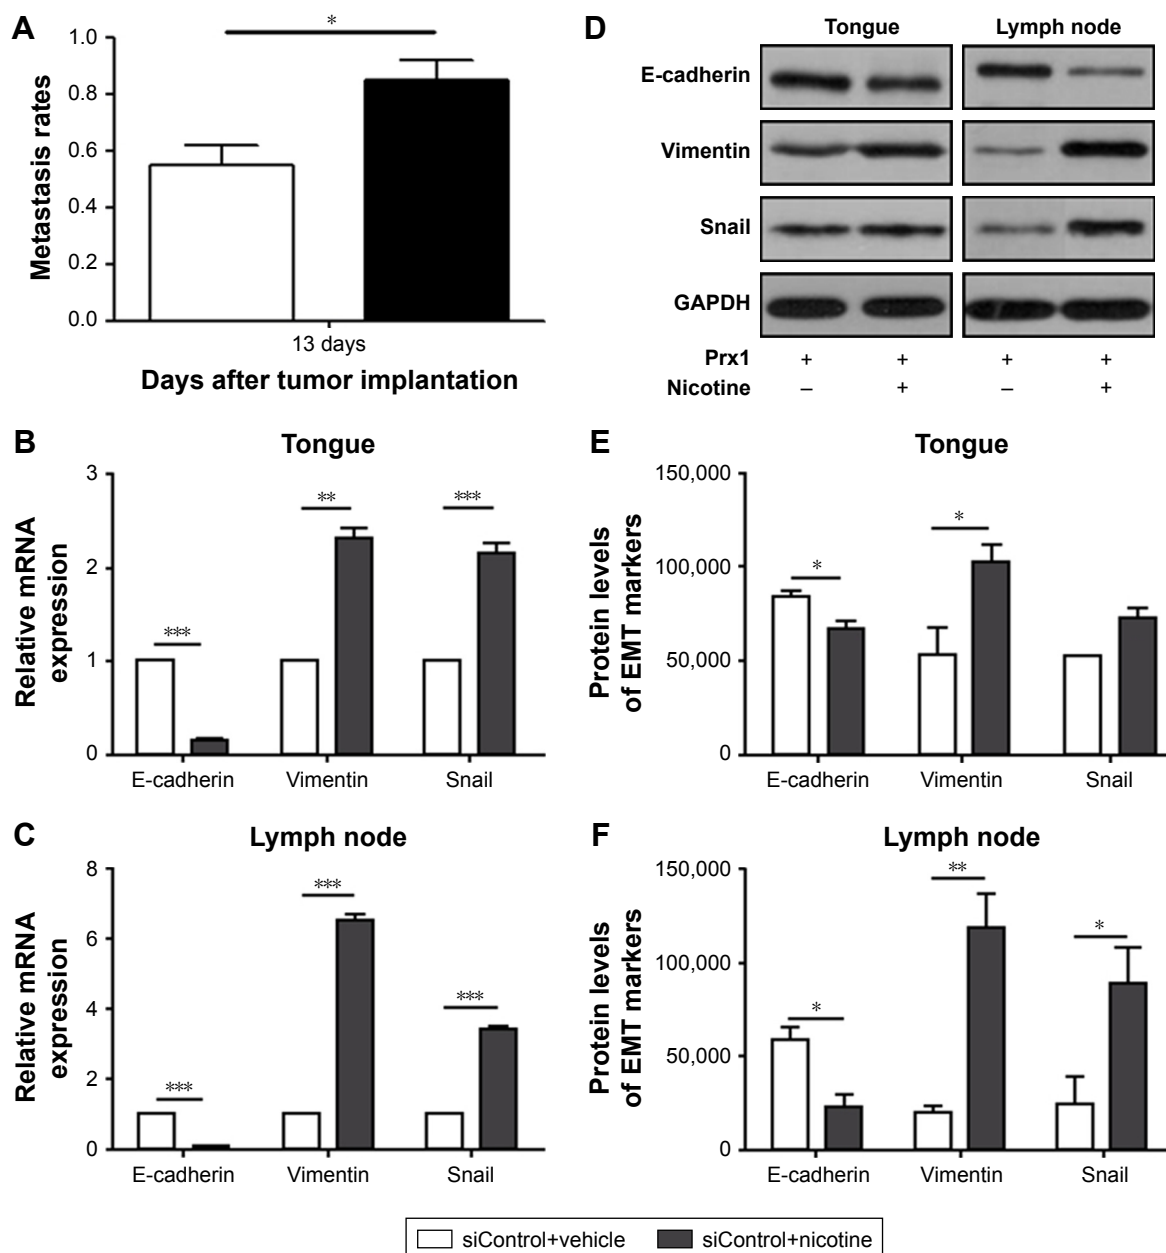 A
*
1.0
0.8
0.6
0.4
0.2
0.0
Metastasis rates
13 days
Days after tumor implantation
D
Tongue Lymph node
E-cadherin
Vimentin
Snail
GAPDH
Prx1 + + + +
Nicotine – + – +
B
Tongue
3
2
1
0
Relative mRNA
expression
*** ** ***
E-cadherin Vimentin Snail
E
Tongue
150,000
100,000
50,000
0
Protein levels
of EMT markers
* *
E-cadherin Vimentin Snail
C
Lymph node
8
6
4
2
0
Relative mRNA
expression
*** *** ***
E-cadherin Vimentin Snail
F
Lymph node
150,000
100,000
50,000
0
Protein levels
of EMT markers
* ** *
E-cadherin Vimentin Snail
siControl+vehicle siControl+nicotine